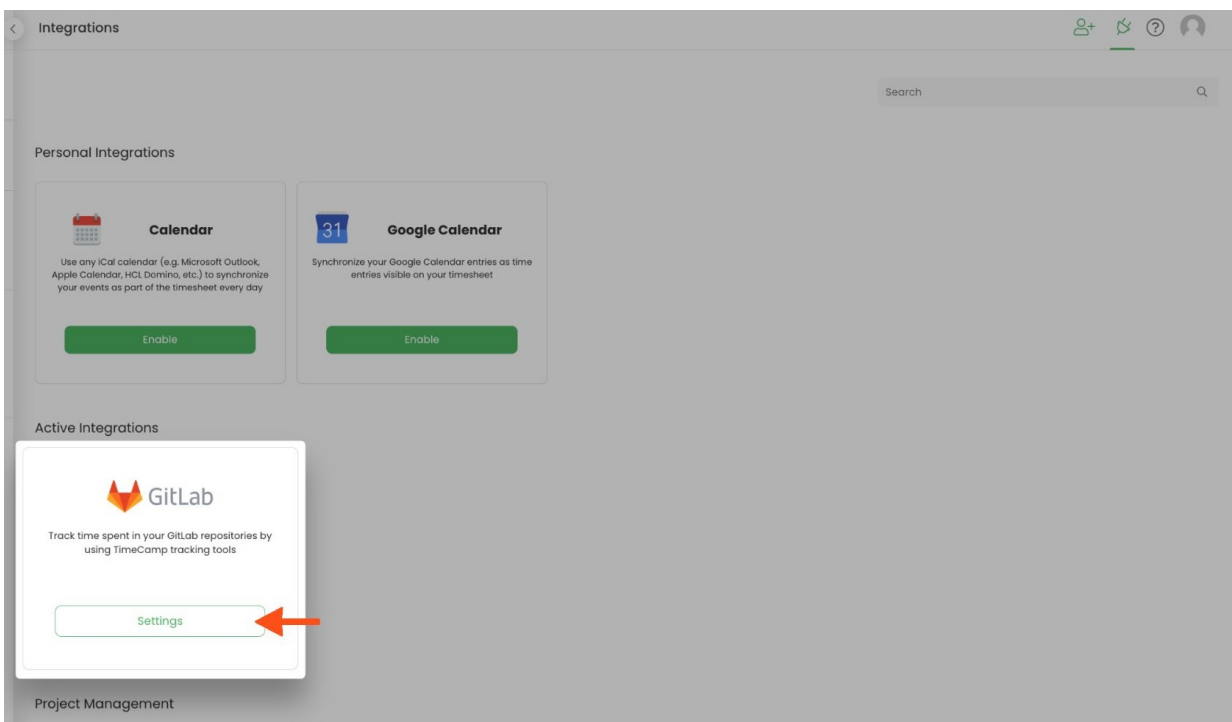 Integrations
Search
Personal Integrations
Calendar
Use any iCal calendar (e.g. Microsoft Outlook,
Apple Calendar, HCL Domino, etc.) to synchronize
your events as part of the timesheet every day
Enable
31
Google Calendar
Synchronize your Google Calendar entries as time
entries visible on your timesheet
Enable
Active Integrations
GitLab
Track time spent in your GitLab repositories by
using TimeCamp tracking tools
Settings
Project Management